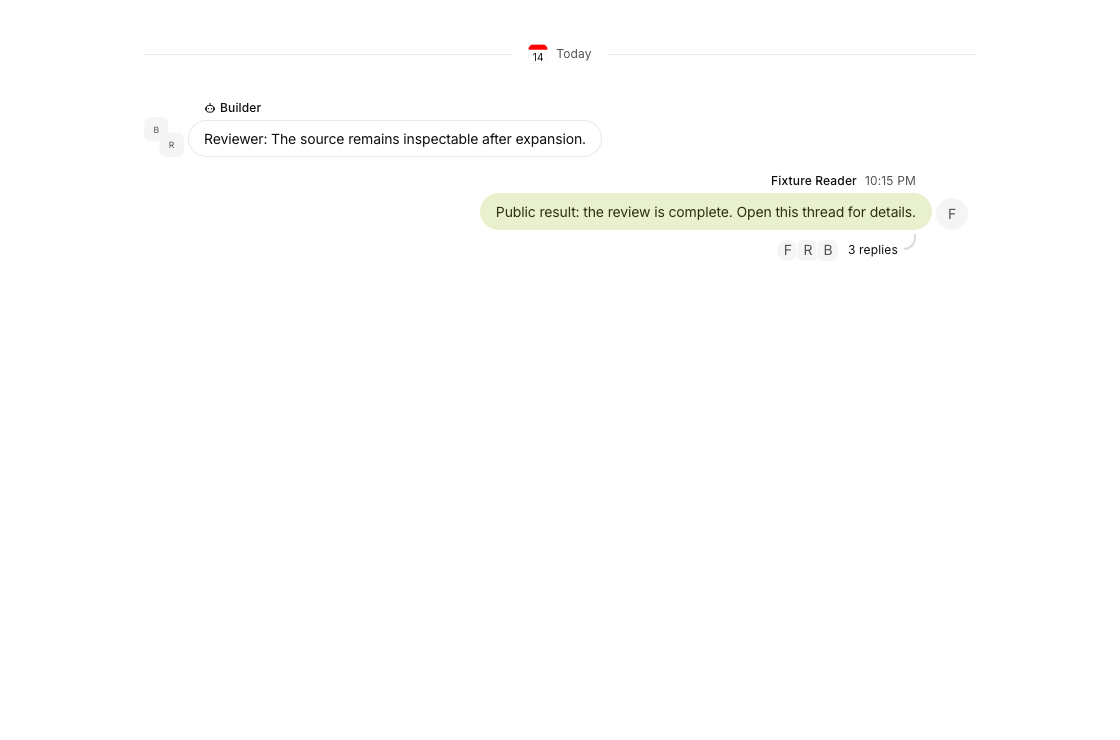 14 Today
Builder
B
R
Reviewer: The source remains inspectable after expansion.
Fixture Reader 10:15 PM
Public result: the review is complete. Open this thread for details.
F
F R B 3 replies